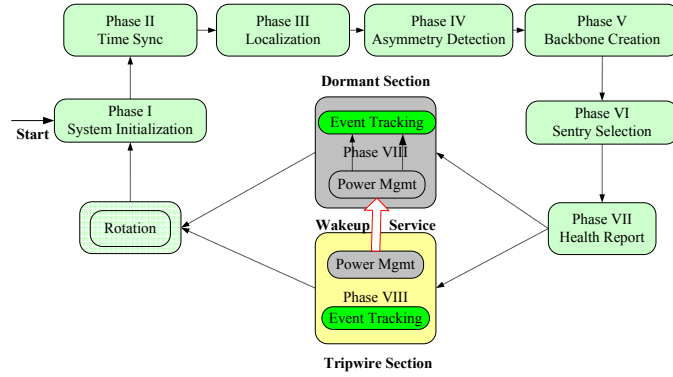 Phase II
Time Sync
Phase III
Localization
Phase IV
Asymmetry Detection
Phase V
Backbone Creation
Dormant Section
Start
Phase I
System Initialization
Event Tracking
Phase VIII
Power Mgmt
Phase VI
Sentry Selection
Rotation
Wakeup Service
Phase VII
Health Report
Power Mgmt
Phase VIII
Event Tracking
Tripwire Section